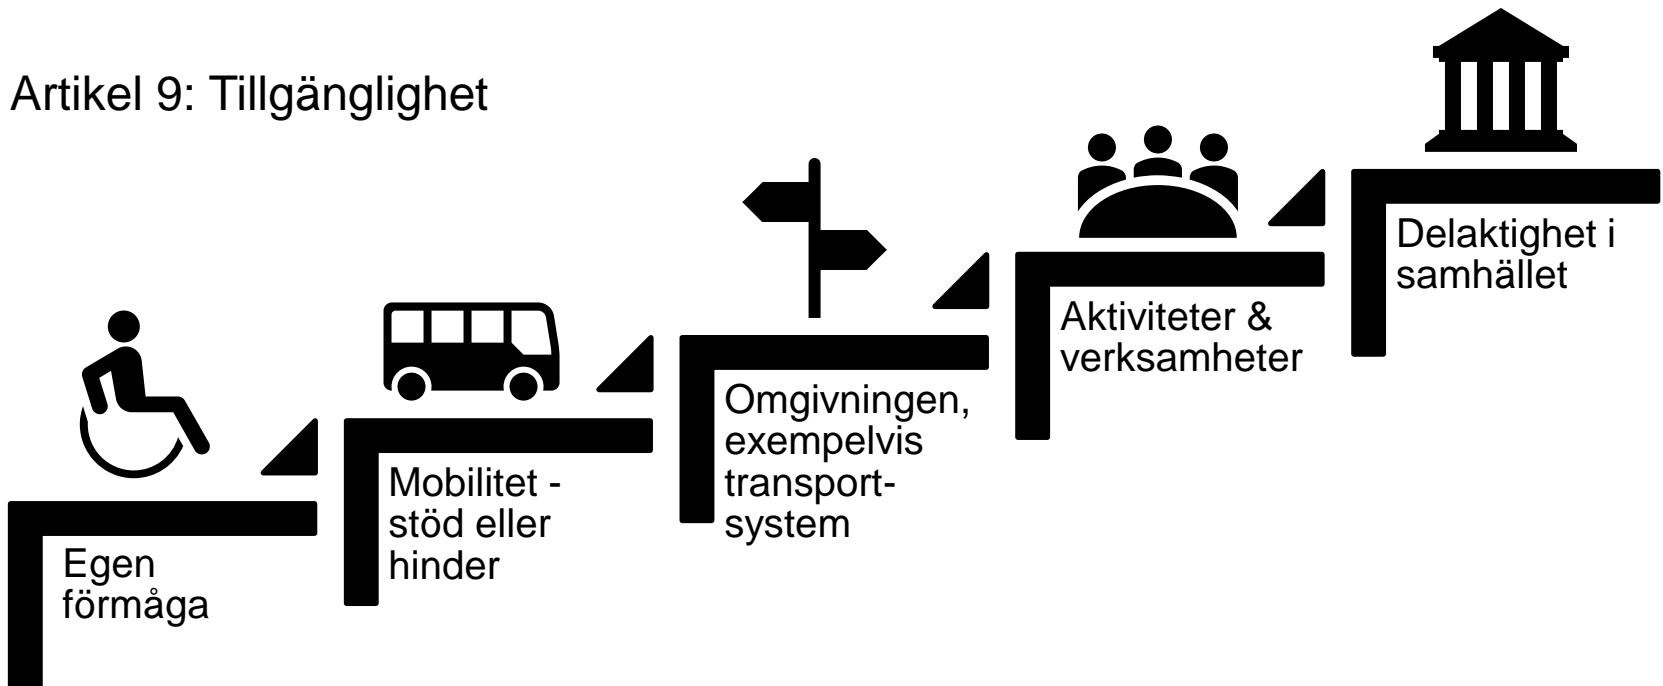 Artikel 9: Tillgänglighet
Egen
förmåga
Mobilitet -
stöd eller
hinder
Omgivningen,
exempelvis
transport-
system
Aktiviteter &
verksamheter
Delaktighet i
samhället